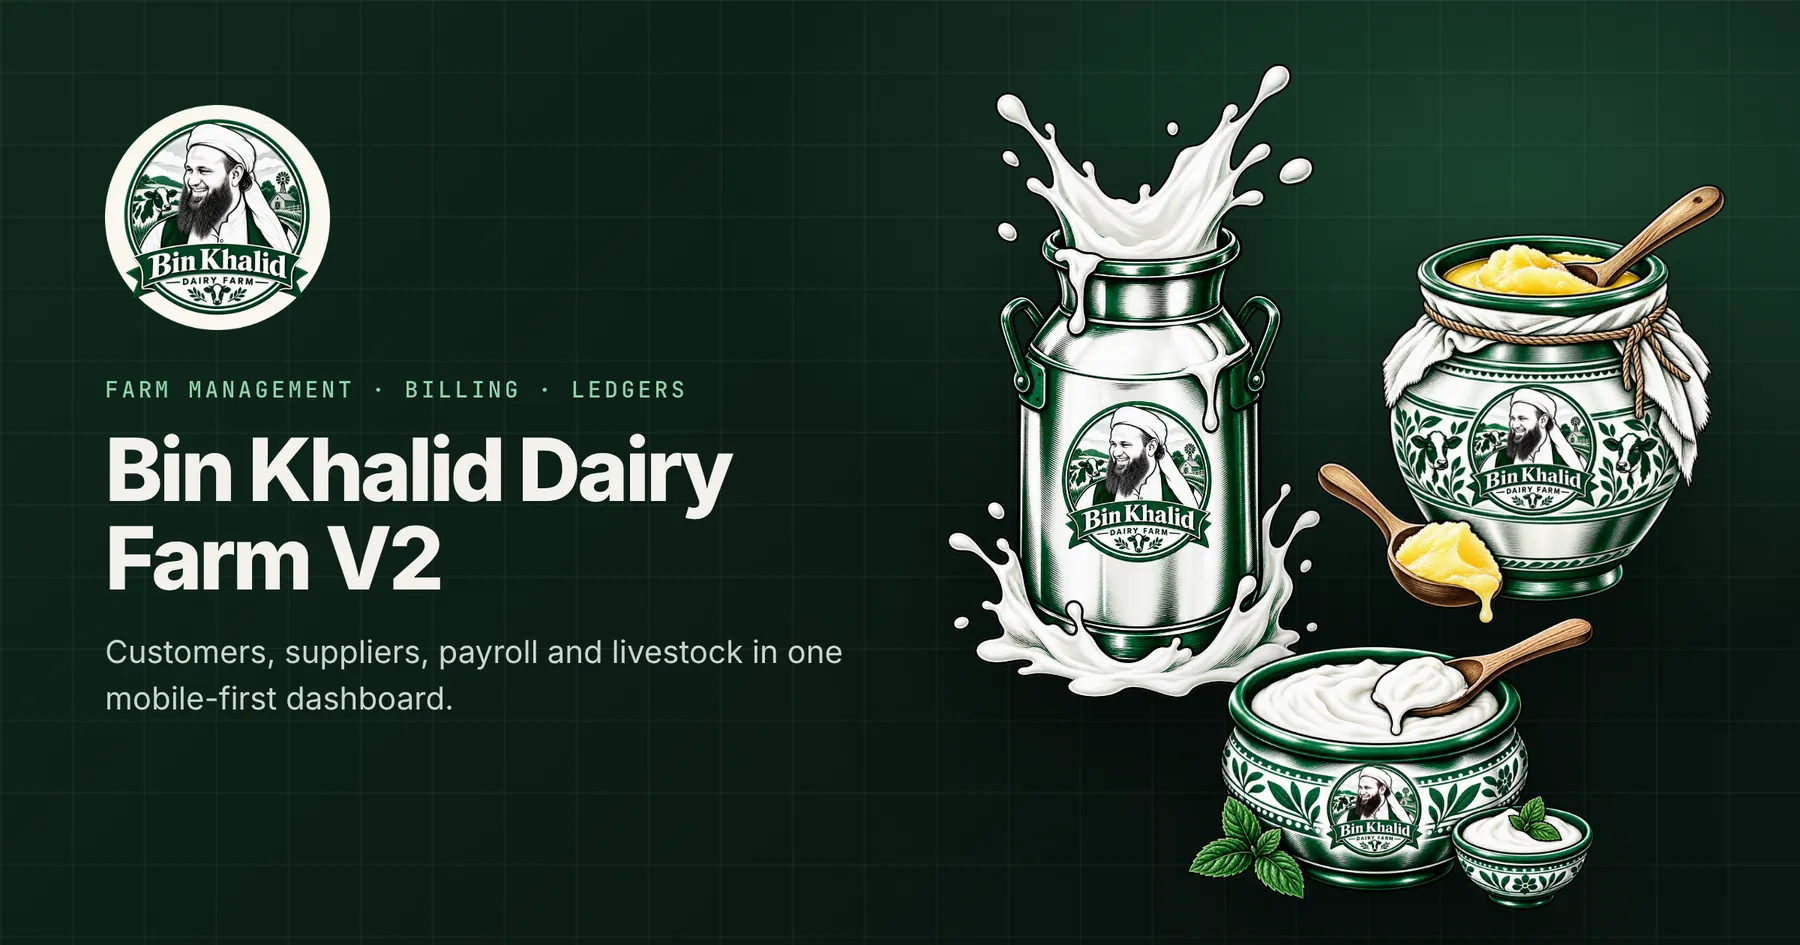 Bin Khalid
DAIRY FARM
FARM MANAGEMENT · BILLING · LEDGERS
Bin Khalid Dairy
Farm V2
Customers, suppliers, payroll and livestock in one
mobile-first dashboard.
Bin Khalid
DAIRY FARM
Bin Khalid
DAIRY FARM
Bin Khalid
DAIRY FARM